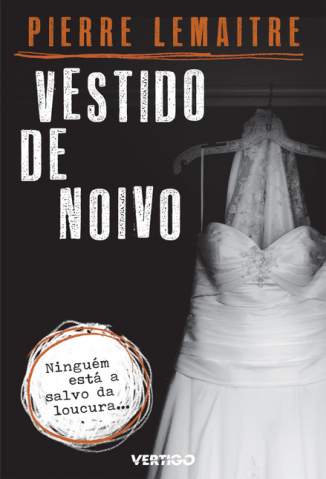 PIERRE LEMAITRE
VESTIDO
DE
NOIVO
Ninguém
está a
salvo da
loucura...
VERTIGO